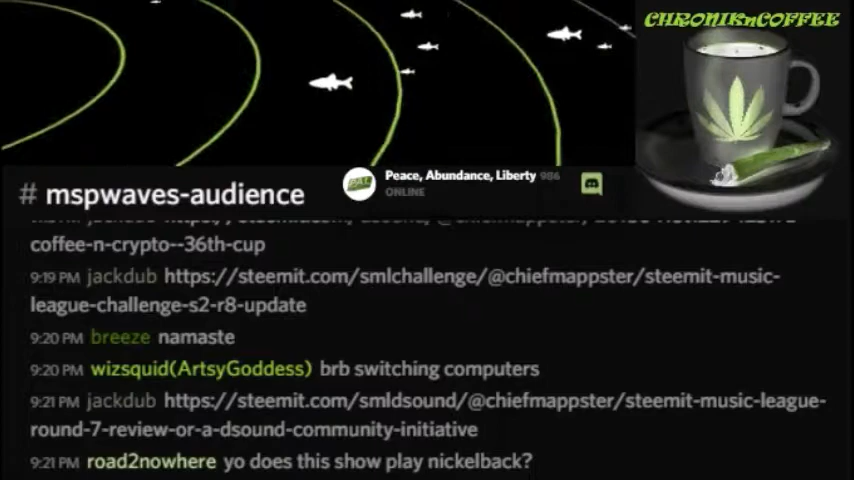 CHRONIKnCOFFEE
Peace, Abundance, Liberty 986
ONLINE
# mspwaves-audience
coffee-n-crypto--36th-cup
9:19 PM jackdub https://steemit.com/smlchallenge/@chiefmappster/steemit-music-
league-challenge-s2-r8-update
9:20 PM breeze namaste
9:20 PM wizsquid(ArtsyGoddess) brb switching computers
9:21 PM jackdub https://steemit.com/smldsound/@chiefmappster/steemit-music-league-
round-7-review-or-a-dsound-community-initiative
9:21 PM road2nowhere yo does this show play nickelback?